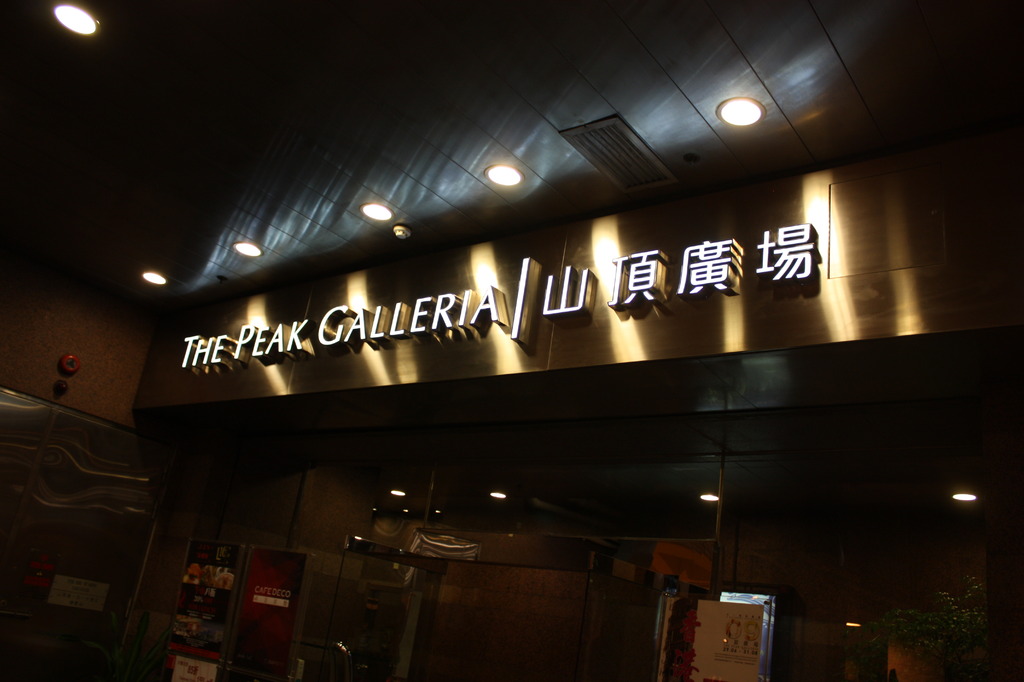 THE PEAK GALLERIA | 山頂廣場
CAFE DECO